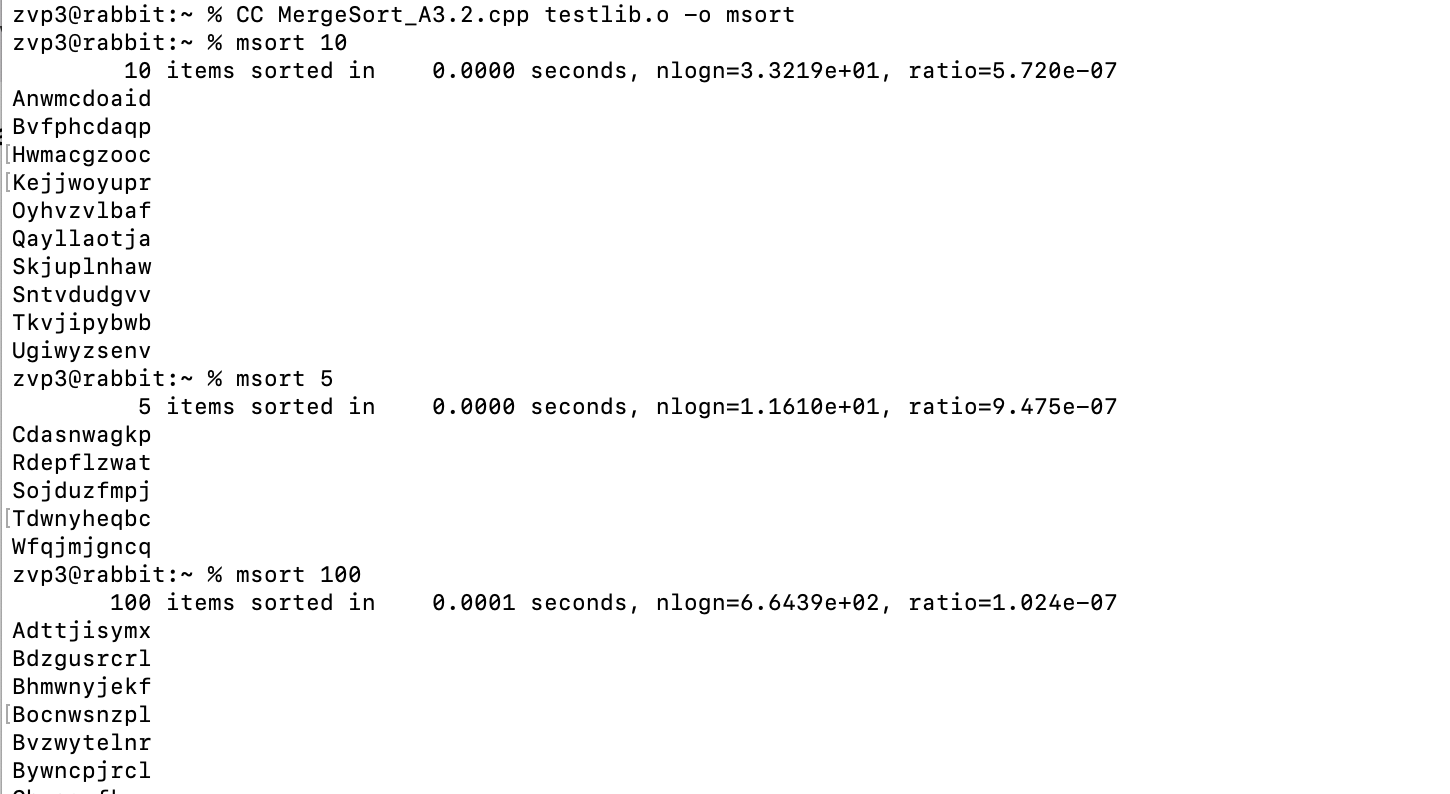 zvp3@rabbit:~ % CC MergeSort_A3.2.cpp testlib.o -o msort
zvp3@rabbit:~ % msort 10
        10 items sorted in    0.0000 seconds, nlogn=3.3219e+01, ratio=5.720e-07
Anwmcdoaid
Bvfphcdaqp
[Hwmacgzooc
[Kejjwoyupr
Oyhvzvlbaf
Qayllaotja
Skjuplnhaw
Sntvdudgvv
Tkvjipybwb
Ugiwyzsenv
zvp3@rabbit:~ % msort 5
         5 items sorted in    0.0000 seconds, nlogn=1.1610e+01, ratio=9.475e-07
Cdasnwagkp
Rdepflzwat
Sojduzfmpj
[Tdwnyheqbc
Wfqjmjgncq
zvp3@rabbit:~ % msort 100
       100 items sorted in    0.0001 seconds, nlogn=6.6439e+02, ratio=1.024e-07
Adttjisymx
Bdzgusrcrl
Bhmwnyjekf
[Bocnwsnzpl
Bvzwytelnr
Bywncpjrcl